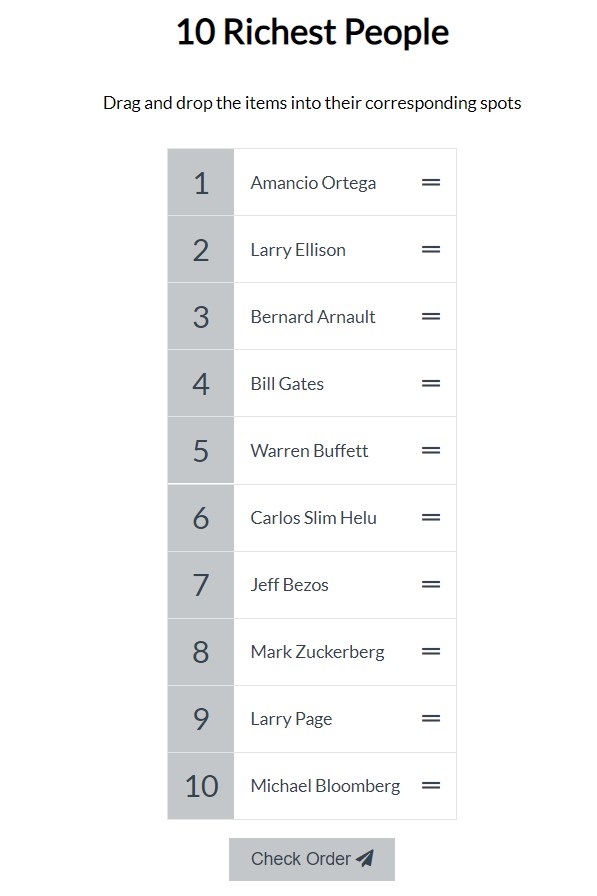 10 Richest People
Drag and drop the items into their corresponding spots
1 Amancio Ortega
2 Larry Ellison
3 Bernard Arnault
4 Bill Gates
5 Warren Buffett
6 Carlos Slim Helu
7 Jeff Bezos
8 Mark Zuckerberg
9 Larry Page
10 Michael Bloomberg
Check Order